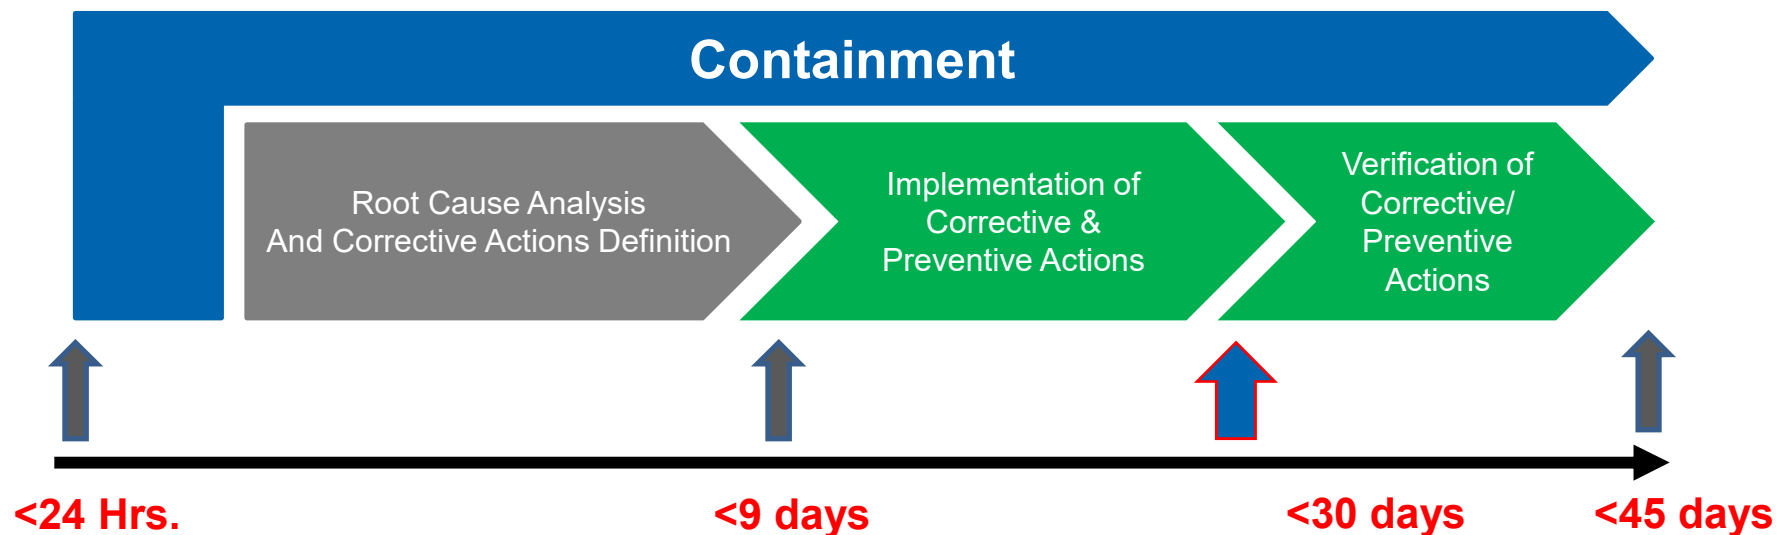 Containment
Root Cause Analysis
And Corrective Actions Definition
Implementation of
Corrective &
Preventive Actions
Verification of
Corrective/
Preventive
Actions
<24 Hrs.
<9 days
<30 days
<45 days